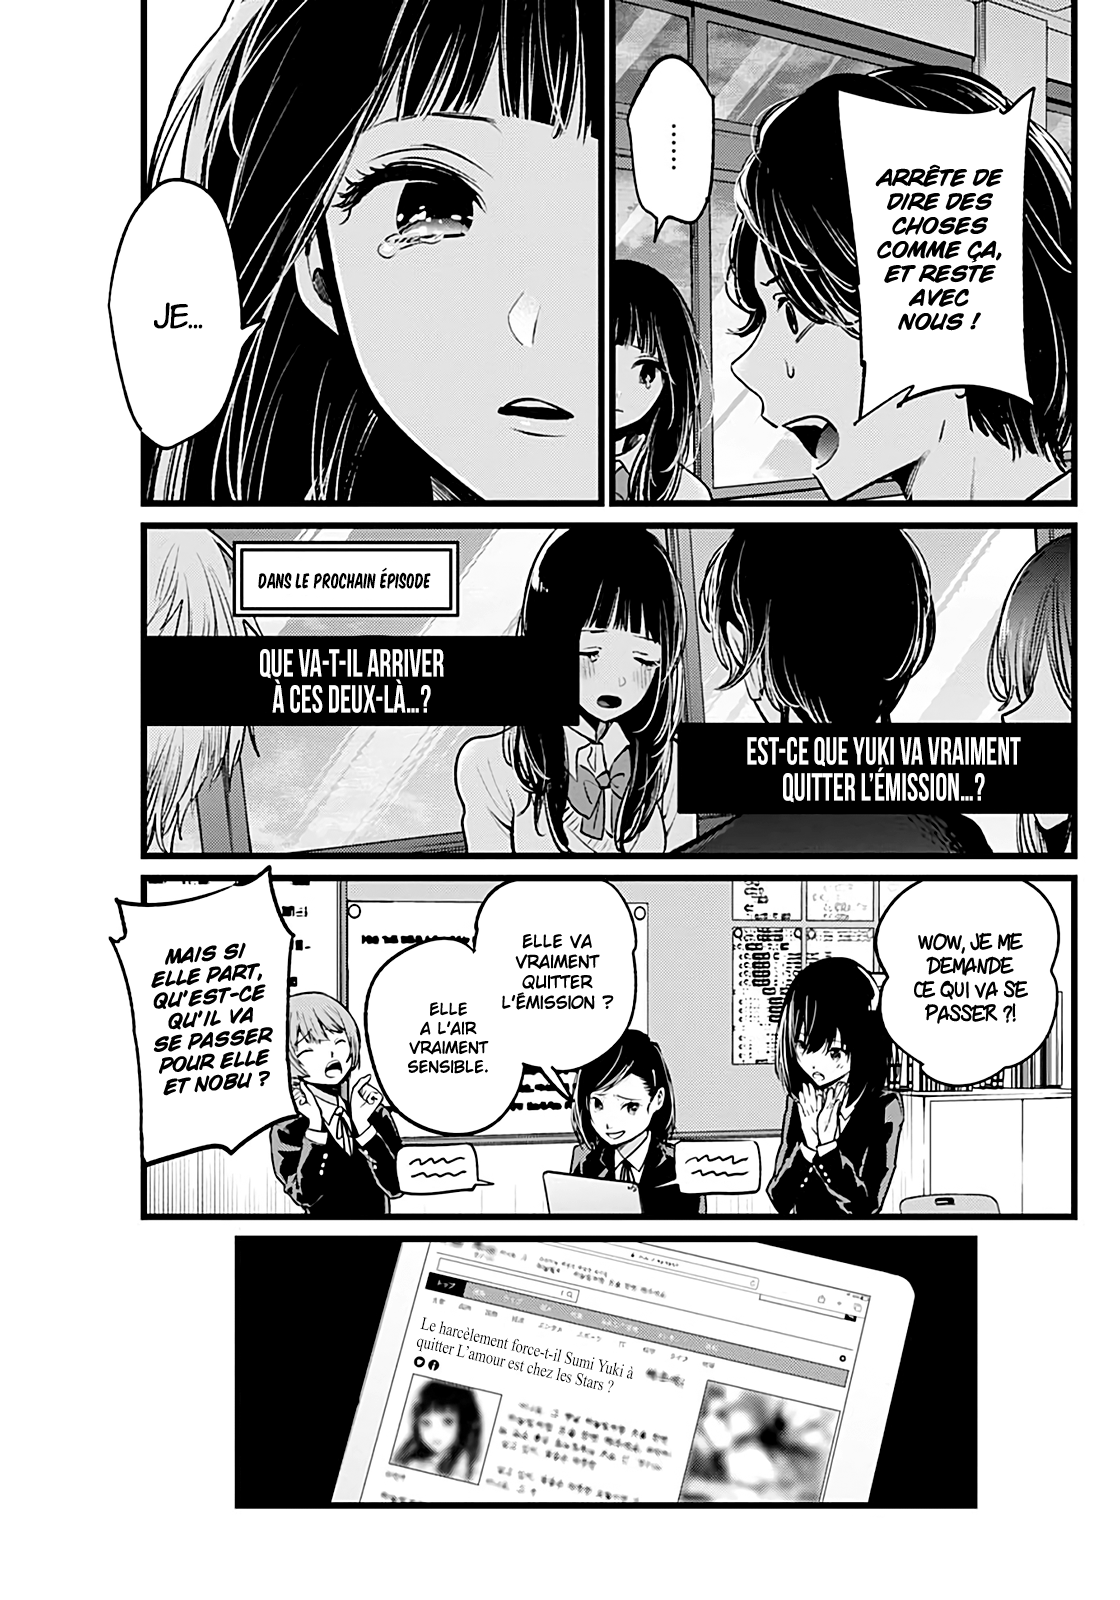 ARRÊTE DE
DIRE DES
CHOSES
COMME ÇA,
ET RESTE
AVEC
NOUS !
........
JE...
DANS LE PROCHAIN ÉPISODE
QUE VA-T-IL ARRIVER
À CES DEUX-LÀ...?
EST-CE QUE YUKI VA VRAIMENT
QUITTER L'ÉMISSION...?
WOW, JE ME
DEMANDE
CE QUI VA SE
PASSER ?!
ELLE VA
VRAIMENT
QUITTER
L'ÉMISSION ?
ELLE
A L'AIR
VRAIMENT
SENSIBLE.
MAIS SI
ELLE PART,
QU'EST-CE
QU'IL VA
SE PASSER
POUR ELLE
ET NOBU ?
トップ
Le harcèlement force-t-il Sumi Yuki à
quitter L'amour est chez les Stars ?